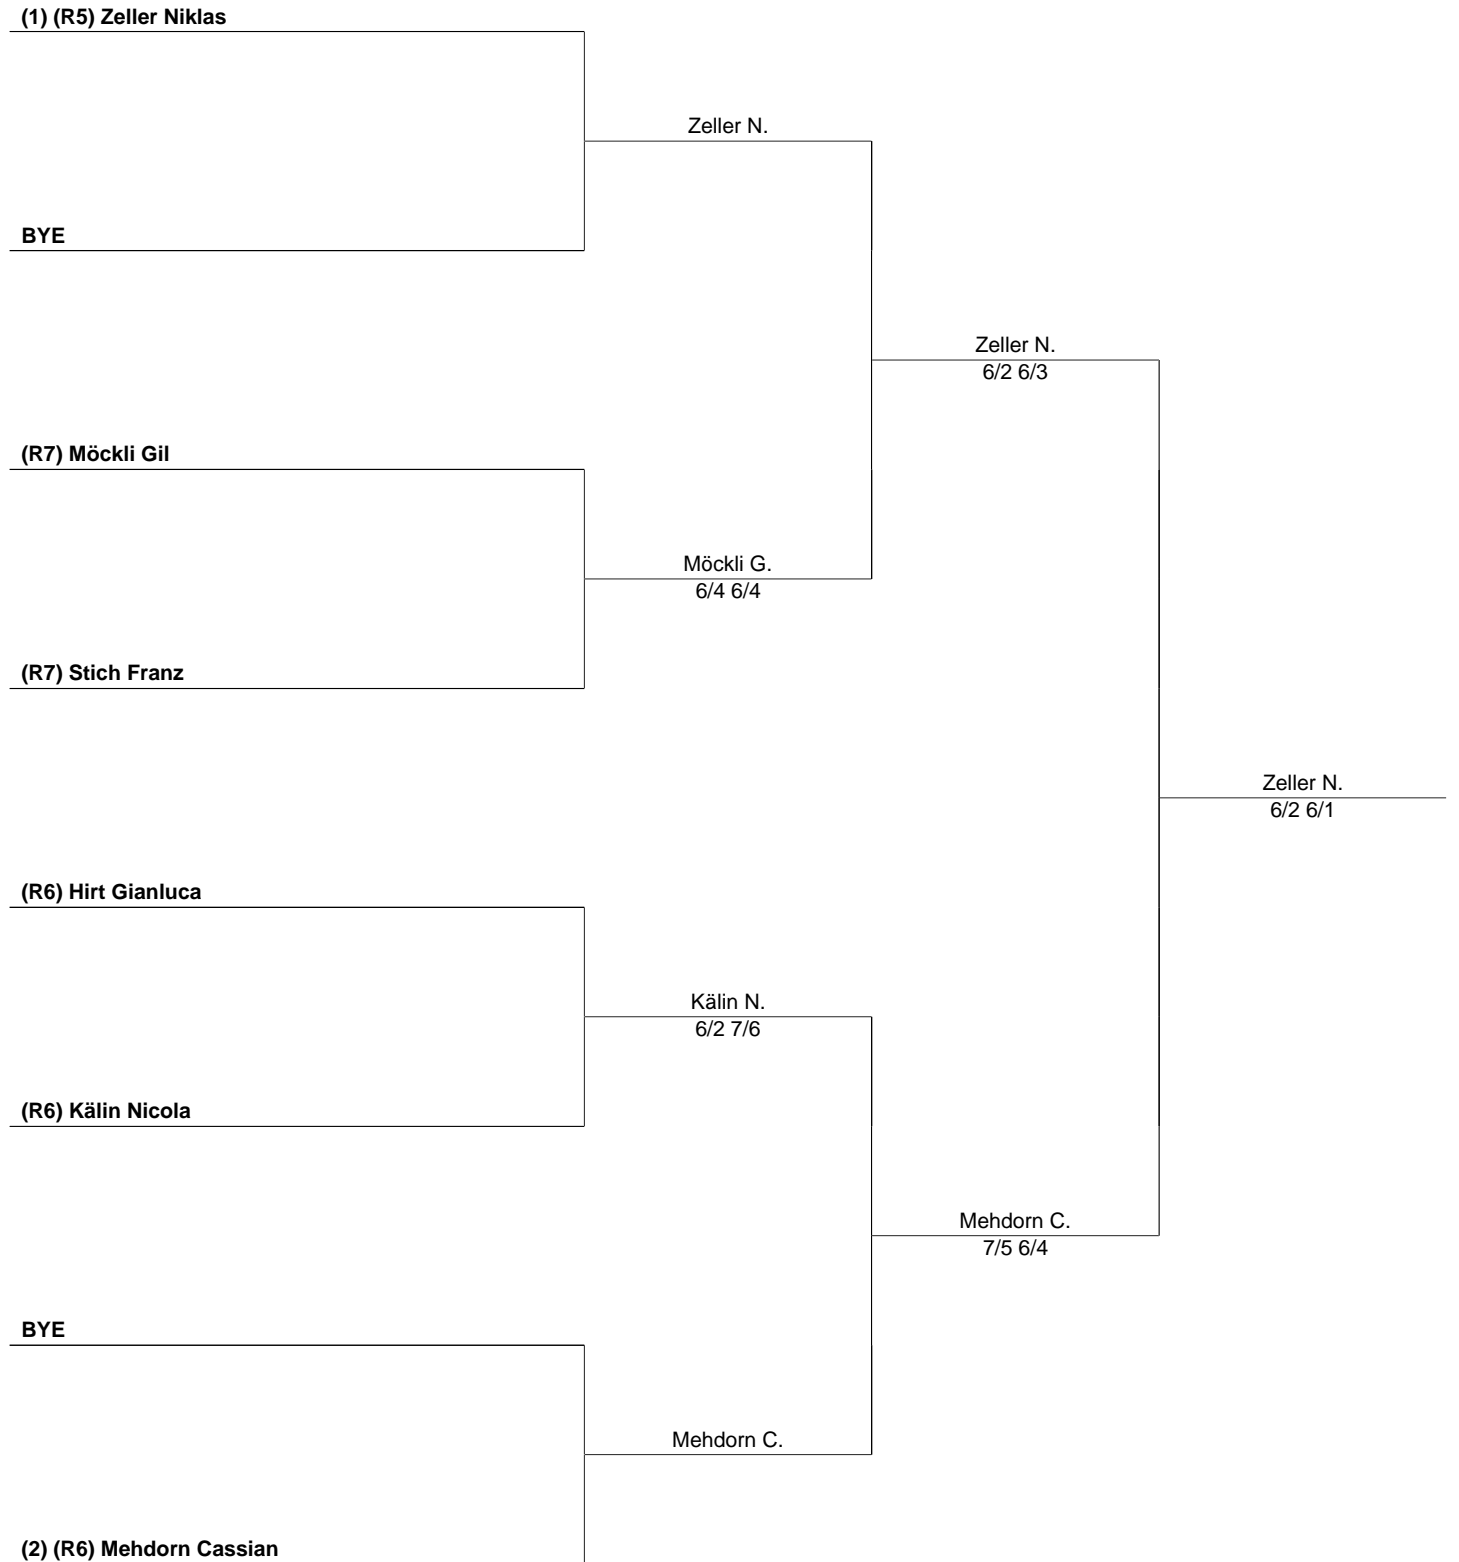 (1) (R5) Zeller Niklas
Zeller N.
BYE
Zeller N.
6/2 6/3
(R7) Möckli Gil
Möckli G.
6/4 6/4
(R7) Stich Franz
Zeller N.
6/2 6/1
(R6) Hirt Gianluca
Kälin N.
6/2 7/6
(R6) Kälin Nicola
Mehdorn C.
7/5 6/4
BYE
Mehdorn C.
(2) (R6) Mehdorn Cassian